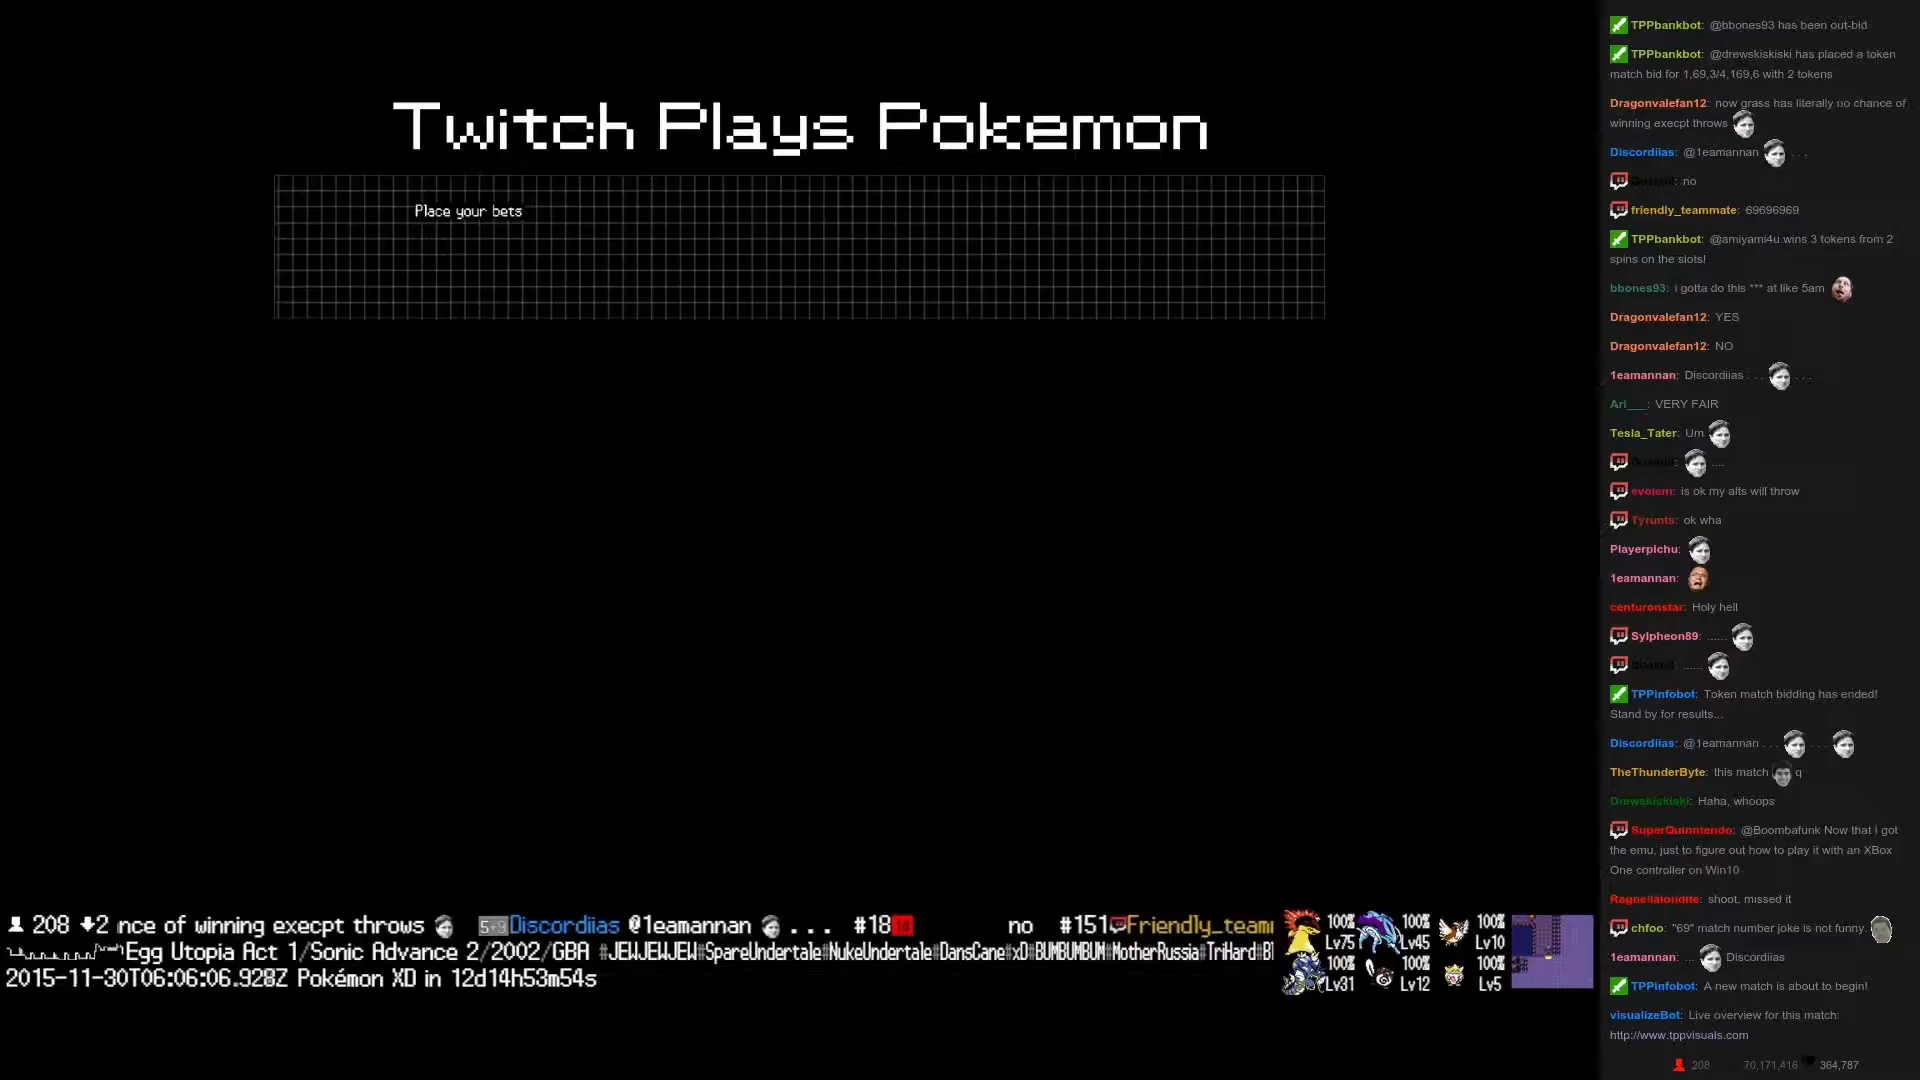 Twitch Plays Pokemon
Place your bets
208 2 nce of winning execpt throws 5+9 Discordiias @1eamannan . . . #18 no #151 Friendly_team
Egg Utopia Act 1/Sonic Advance 2/2002/GBA #JEWJEWJEW#SpareUndertale#NukeUndertale#DansCane#xD#BUMBUMBUM#MotherRussia#TriHard#B
2015-11-30T06:06:06.928Z Pokémon XD in 12d14h53m54s
100% 100% 100%
Lv75 Lv45 Lv10
100% 100% 100%
Lv31 Lv12 Lv5
TPPbankbot: @bbones93 has been out-bid
TPPbankbot: @drewskiskiski has placed a token
match bid for 1,69,3/4,169,6 with 2 tokens
Dragonvalefan12: now grass has literally no chance of
winning execpt throws
Discordiias: @1eamannan . . .
: no
friendly_teammate: 69696969
TPPbankbot: @amiyami4u wins 3 tokens from 2
spins on the slots!
bbones93: i gotta do this *** at like 5am
Dragonvalefan12: YES
Dragonvalefan12: NO
1eamannan: Discordiias . . . . . .
Ari___: VERY FAIR
Tesla_Tater: Um
: ....
evolem: is ok my alts will throw
Tyrunts: ok wha
Playerpichu:
1eamannan:
centuronstar: Holy hell
Sylpheon89: ......
: ......
TPPinfobot: Token match bidding has ended!
Stand by for results...
Discordiias: @1eamannan . . . . . .
TheThunderByte: this match q
Drewskiskiski: Haha, whoops
SuperQuinntendo: @Boombafunk Now that i got
the emu, just to figure out how to play it with an XBox
One controller on Win10
Ragnellaiondite: shoot, missed it
chfoo: "69" match number joke is not funny.
1eamannan: ... Discordiias
TPPinfobot: A new match is about to begin!
visualizeBot: Live overview for this match:
http://www.tppvisuals.com
208 70,171,416 364,787